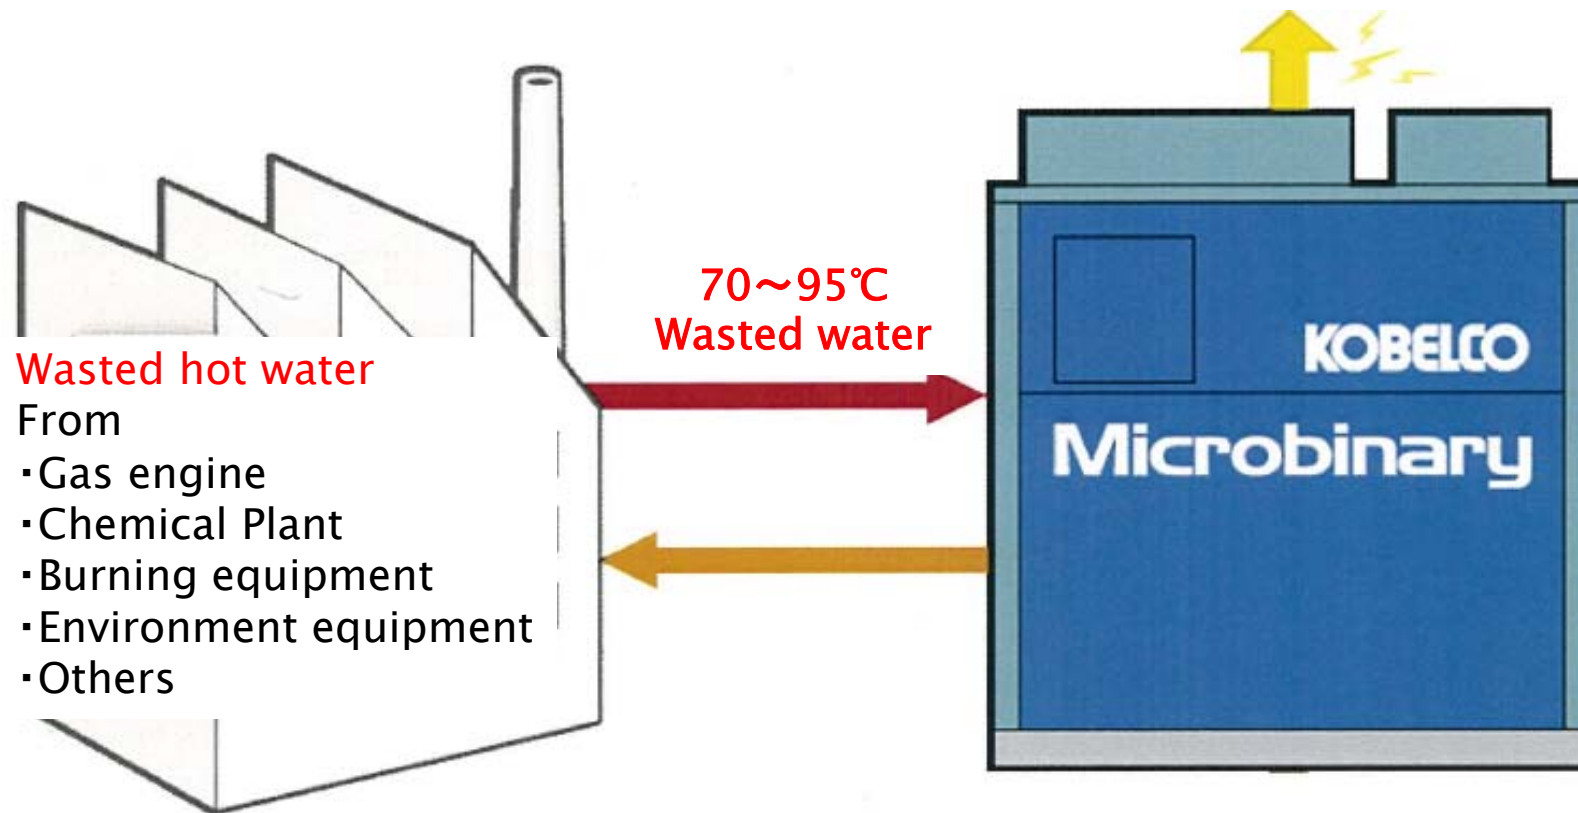 Wasted hot water
From
・Gas engine
・Chemical Plant
・Burning equipment
・Environment equipment
・Others
70～95℃
Wasted water
KOBELCO
Microbinary